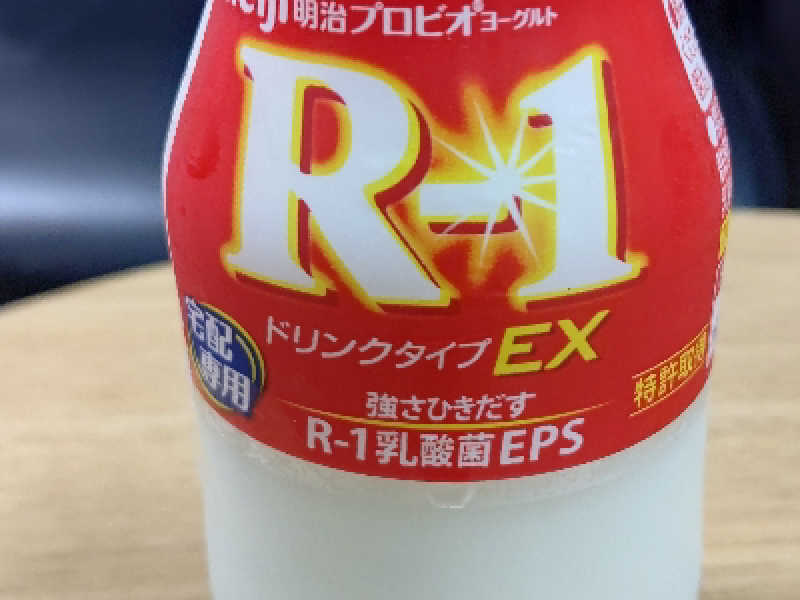 meiji 明治プロビオ®ヨーグルト
R-1
ドリンクタイプ EX
宅配
専用
特許取得
強さひきだす
R-1乳酸菌EPS